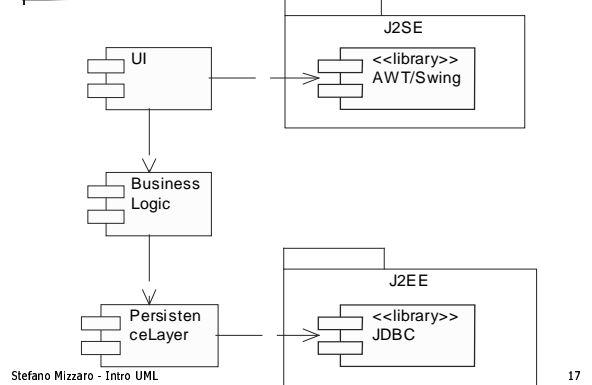 J2SE
UI
<<library>>
AWT/Swing
Business
Logic
J2EE
Persisten
ceLayer
<<library>>
JDBC
Stefano Mizzaro - Intro UML
17